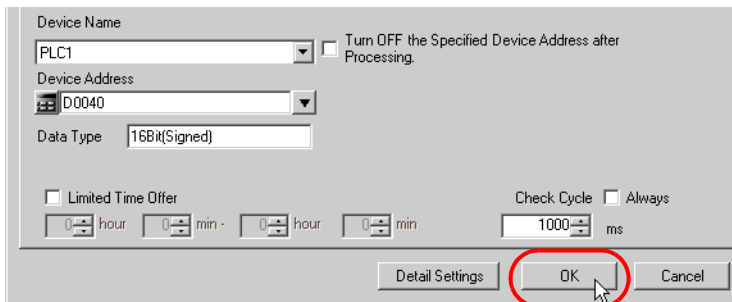 Device Name
PLC1
Turn OFF the Specified Device Address after
Processing.
Device Address
D0040
Data Type 16Bit(Signed)
Limited Time Offer Check Cycle Always
0 hour 0 min - 0 hour 0 min 1000 ms
Detail Settings OK Cancel